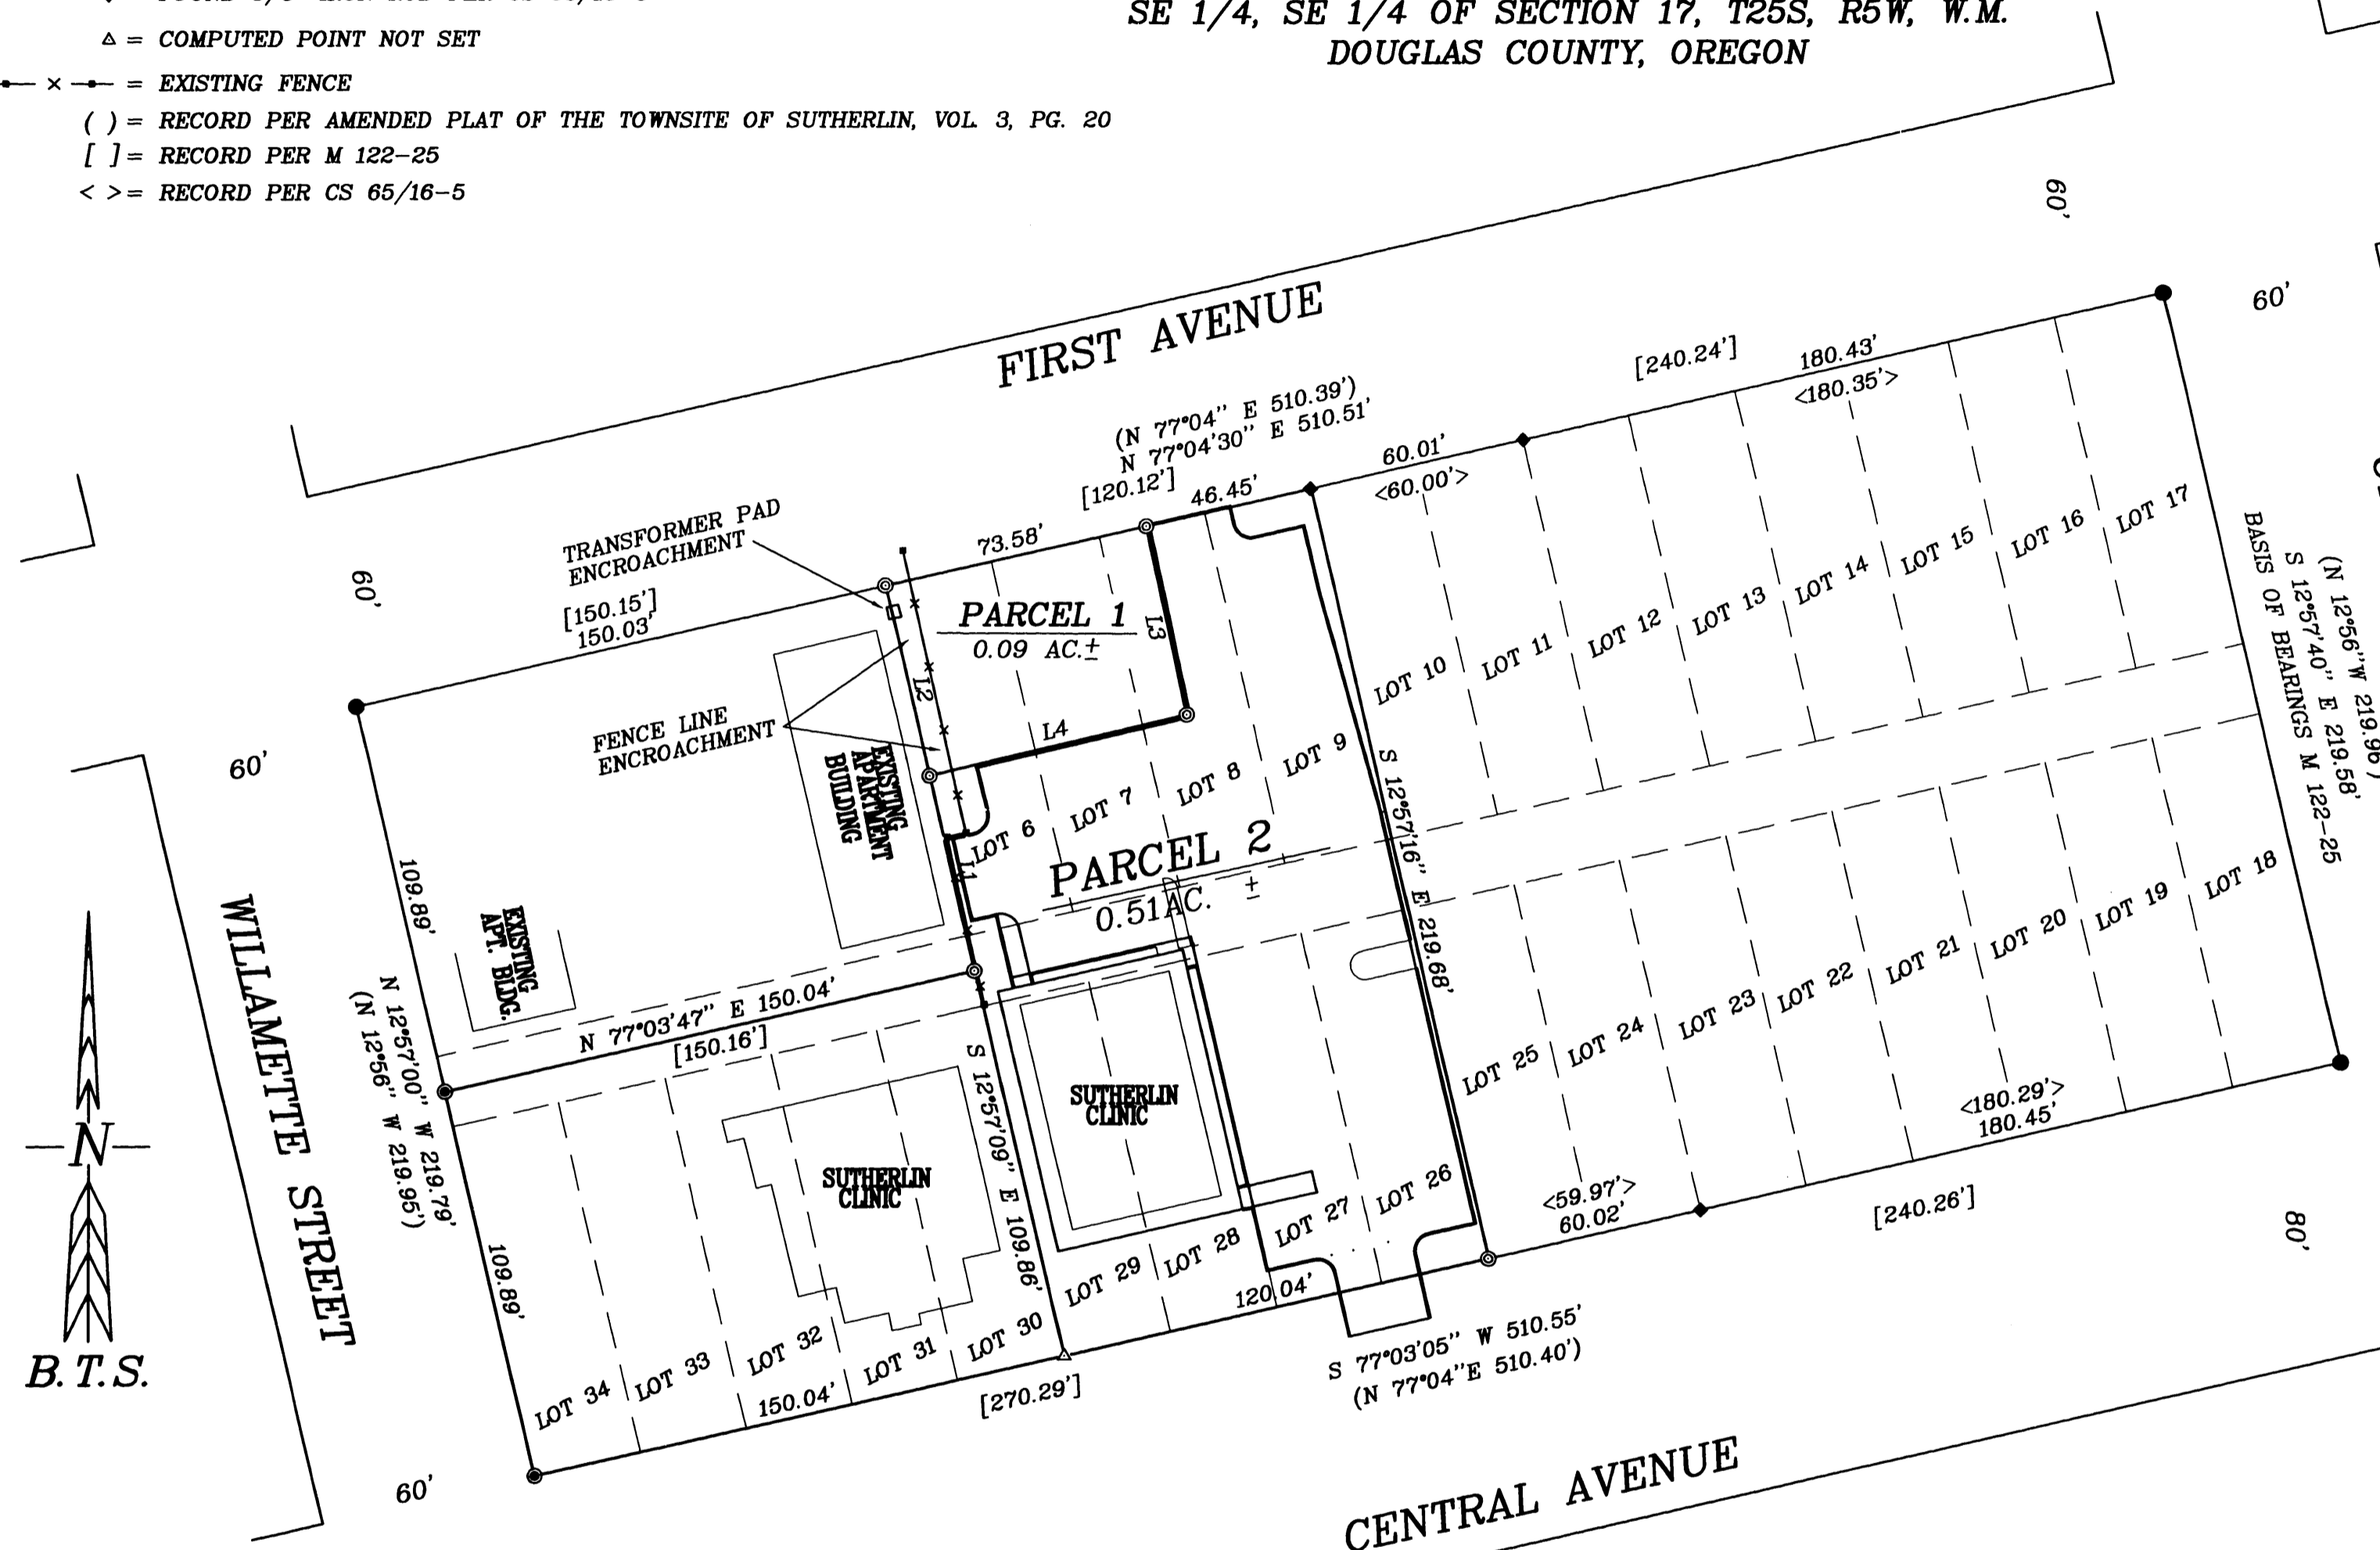 △ = COMPUTED POINT NOT SET
× = EXISTING FENCE
( ) = RECORD PER AMENDED PLAT OF THE TOWNSITE OF SUTHERLIN, VOL. 3, PG. 20
[ ] = RECORD PER M 122-25
< > = RECORD PER CS 65/16-5
SE 1/4, SE 1/4 OF SECTION 17, T25S, R5W, W.M.
DOUGLAS COUNTY, OREGON
60'
60'
FIRST AVENUE
[240.24']
180.43'
<180.35'>
(N 77°04" E 510.39')
N 77°04'30" E 510.51'
[120.12']
46.45'
60.01'
<60.00'>
73.58'
TRANSFORMER PAD
ENCROACHMENT
60'
[150.15']
150.03'
PARCEL 1
0.09 AC.±
L3
L2
L4
L1
FENCE LINE
ENCROACHMENT
60'
EXISTING
APARTMENT
BUILDING
LOT 6
LOT 7
LOT 8
LOT 9
LOT 10
LOT 11
LOT 12
LOT 13
LOT 14
LOT 15
LOT 16
LOT 17
(N 12°56"W 219.96')
S 12°57'40" E 219.58'
BASIS OF BEARINGS M 122-25
S 12°57'16" E 219.68'
PARCEL 2
0.51AC. ±
109.89'
EXISTING
APT. BLDG.
WILLAMETTE STREET
N 12°57'00" W 219.79'
(N 12°56" W 219.95')
N 77°03'47" E 150.04'
[150.16']
S 12°57'09" E 109.86'
SUTHERLIN
CLINIC
SUTHERLIN
CLINIC
109.89'
LOT 34
LOT 33
LOT 32
LOT 31
LOT 30
LOT 29
LOT 28
LOT 27
LOT 26
LOT 25
LOT 24
LOT 23
LOT 22
LOT 21
LOT 20
LOT 19
LOT 18
<180.29'>
180.45'
<59.97'>
60.02'
[240.26']
80'
120.04'
150.04'
[270.29']
S 77°03'05" W 510.55'
(N 77°04"E 510.40')
N
B.T.S.
60'
CENTRAL AVENUE